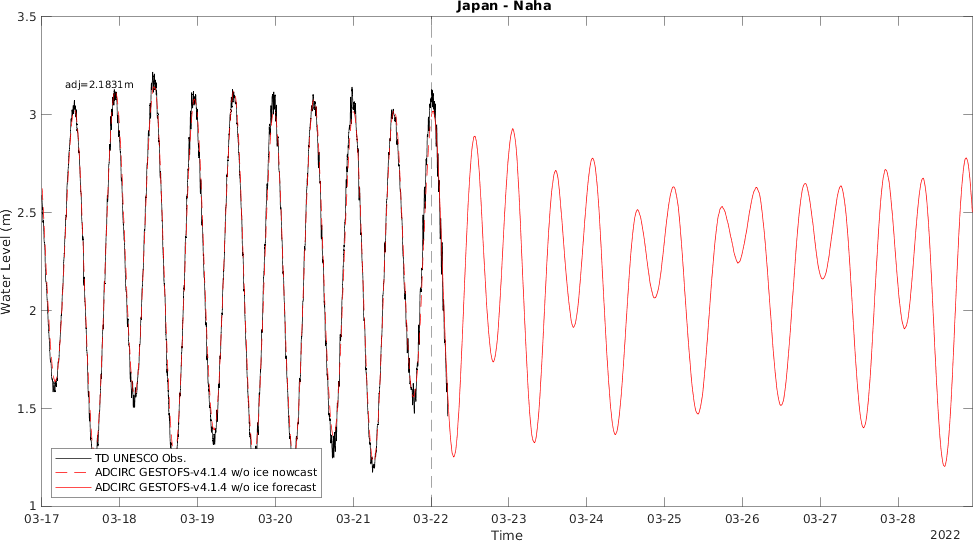 Japan - Naha
3.5
adj=2.1831m
3
2.5
Water Level (m)
2
1.5
1
TD UNESCO Obs.
ADCIRC GESTOFS-v4.1.4 w/o ice nowcast
ADCIRC GESTOFS-v4.1.4 w/o ice forecast
03-17 03-18 03-19 03-20 03-21 03-22 03-23 03-24 03-25 03-26 03-27 03-28
Time
2022